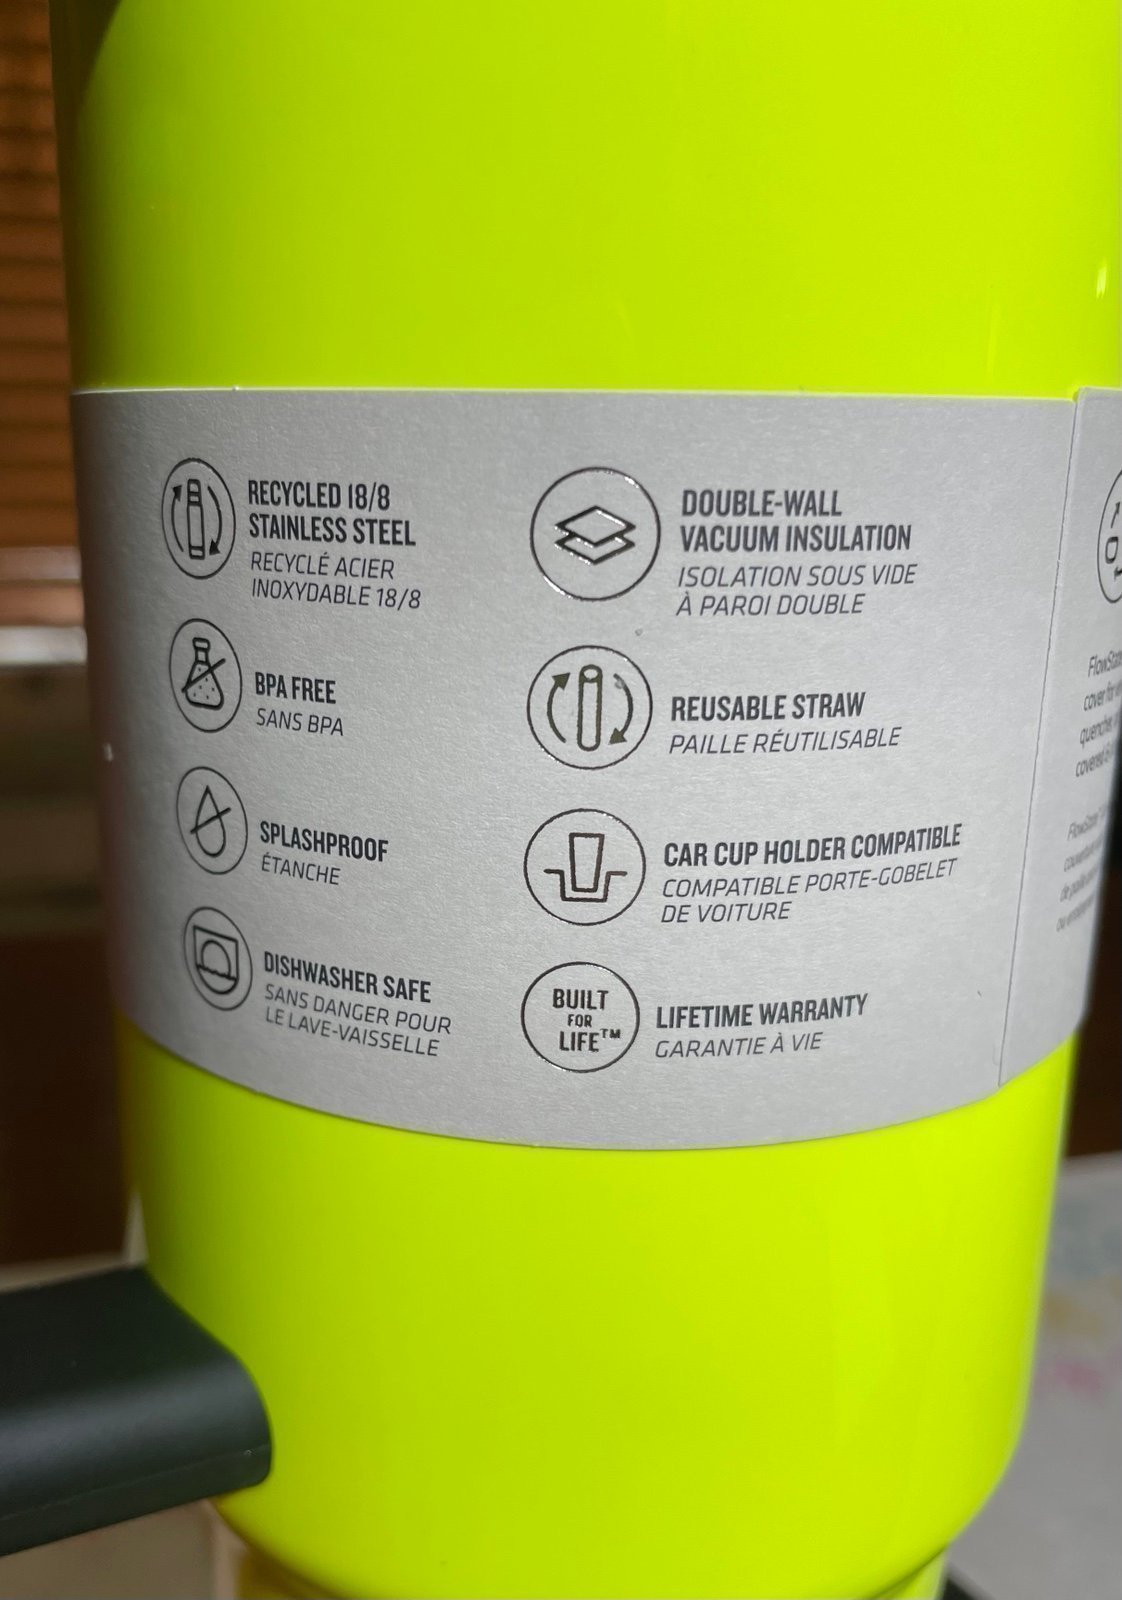 RECYCLED 18/8
STAINLESS STEEL
RECYCLÉ ACIER
INOXYDABLE 18/8
BPA FREE
SANS BPA
SPLASHPROOF
ÉTANCHE
DISHWASHER SAFE
SANS DANGER POUR
LE LAVE-VAISSELLE
DOUBLE-WALL
VACUUM INSULATION
ISOLATION SOUS VIDE
À PAROI DOUBLE
REUSABLE STRAW
PAILLE RÉUTILISABLE
CAR CUP HOLDER COMPATIBLE
COMPATIBLE PORTE-GOBELET
DE VOITURE
BUILT
FOR
LIFE™
LIFETIME WARRANTY
GARANTIE À VIE
cover for